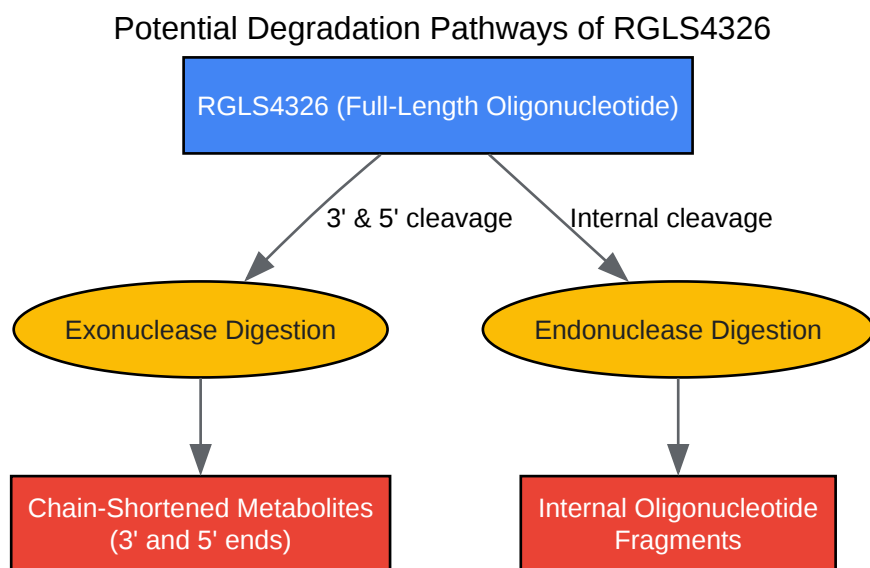 Potential Degradation Pathways of RGLS4326
RGLS4326 (Full-Length Oligonucleotide)
3' & 5' cleavage
Internal cleavage
Exonuclease Digestion
Endonuclease Digestion
Chain-Shortened Metabolites
(3' and 5' ends)
Internal Oligonucleotide
Fragments